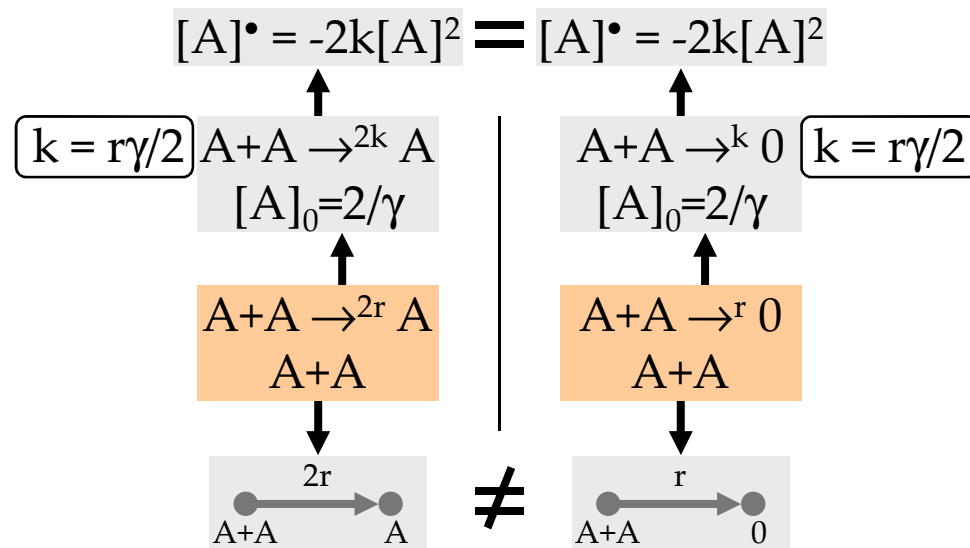 [A]• = -2k[A]² = [A]• = -2k[A]²
k = rγ/2 A+A →²ᵏ A
[A]₀=2/γ
A+A →ᵏ 0 k = rγ/2
[A]₀=2/γ
A+A →²ʳ A
A+A
A+A →ʳ 0
A+A
2r
A+A A
≠
r
A+A 0